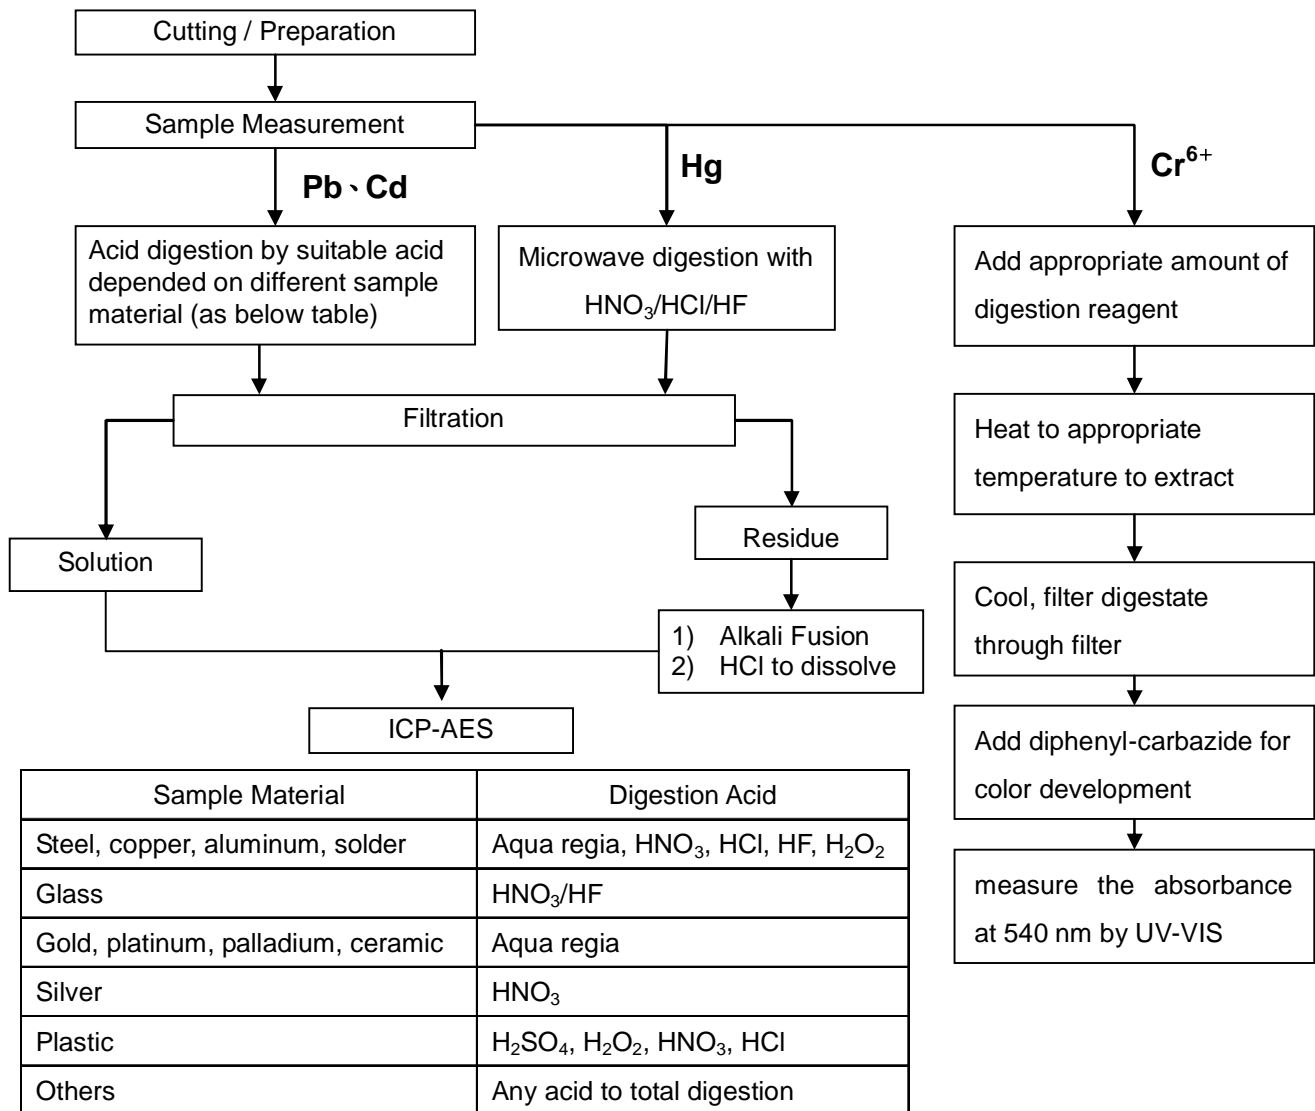 Cutting / Preparation
Sample Measurement
Pb、Cd
Hg
Cr⁶⁺
Acid digestion by suitable acid
depended on different sample
material (as below table)
Microwave digestion with
HNO₃/HCl/HF
Add appropriate amount of
digestion reagent
Filtration
Heat to appropriate
temperature to extract
Solution
Residue
Cool, filter digestate
through filter
1) Alkali Fusion
2) HCl to dissolve
ICP-AES
Add diphenyl-carbazide for
color development
measure the absorbance
at 540 nm by UV-VIS
Sample Material Digestion Acid
Steel, copper, aluminum, solder Aqua regia, HNO₃, HCl, HF, H₂O₂
Glass HNO₃/HF
Gold, platinum, palladium, ceramic Aqua regia
Silver HNO₃
Plastic H₂SO₄, H₂O₂, HNO₃, HCl
Others Any acid to total digestion